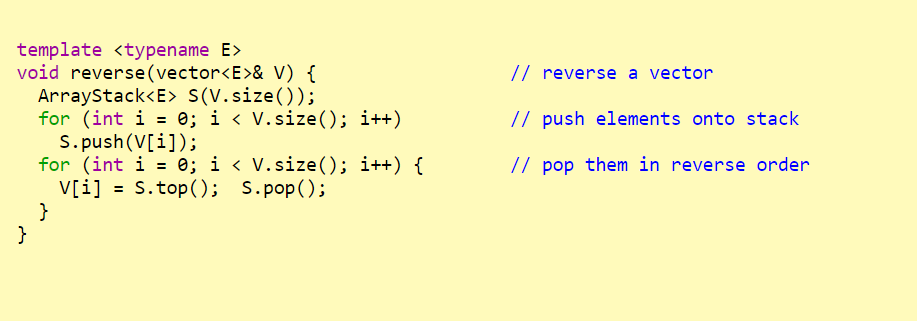 template <typename E>
void reverse(vector<E>& V) { // reverse a vector
ArrayStack<E> S(V.size());
for (int i = 0; i < V.size(); i++) // push elements onto stack
S.push(V[i]);
for (int i = 0; i < V.size(); i++) { // pop them in reverse order
V[i] = S.top(); S.pop();
}
}